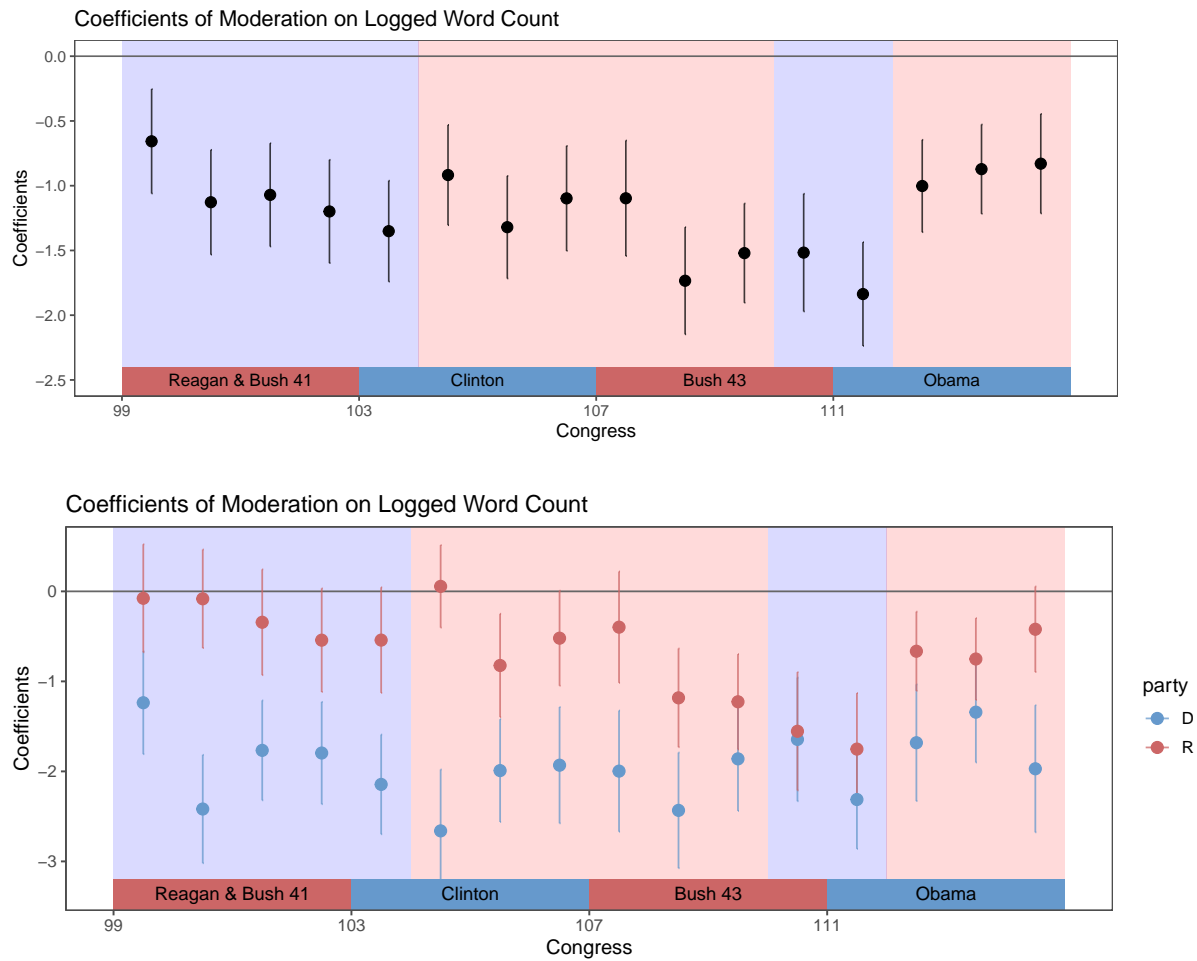 Coefficients of Moderation on Logged Word Count
0.0
−0.5
−1.0
−1.5
−2.0
−2.5
Coefficients
Reagan & Bush 41 Clinton Bush 43 Obama
99 103 107 111
Congress
Coefficients of Moderation on Logged Word Count
0
−1
−2
−3
Coefficients
party
D
R
Reagan & Bush 41 Clinton Bush 43 Obama
99 103 107 111
Congress